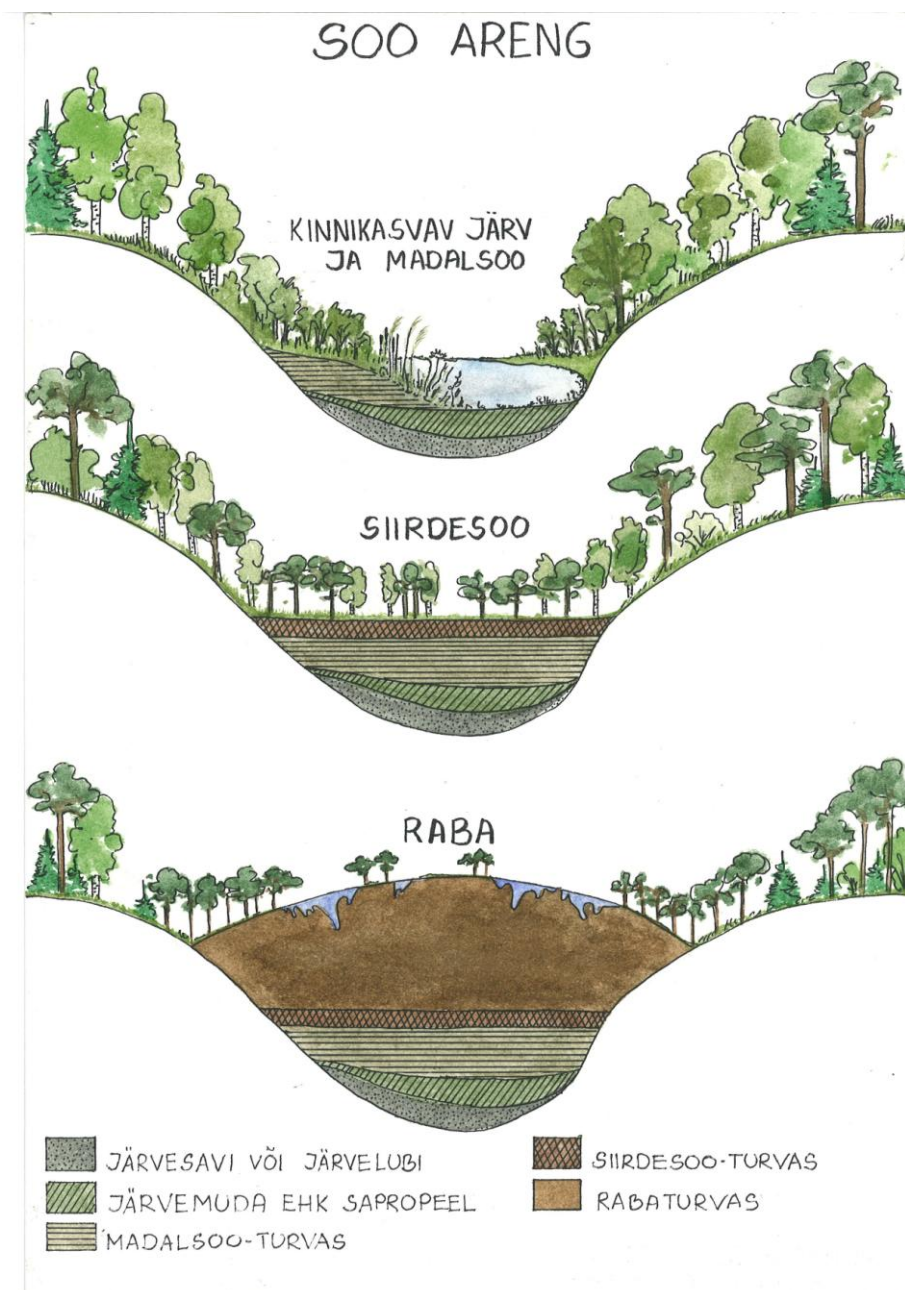 SOO ARENG
KINNIKASVAV JÄRV
JA MADALSOO
SIIRDESOO
RABA
JÄRVESAVI VÕI JÄRVELUBI
JÄRVEMUDA EHK SAPROPEEL
MADALSOO-TURVAS
SIIRDESOO-TURVAS
RABATURVAS